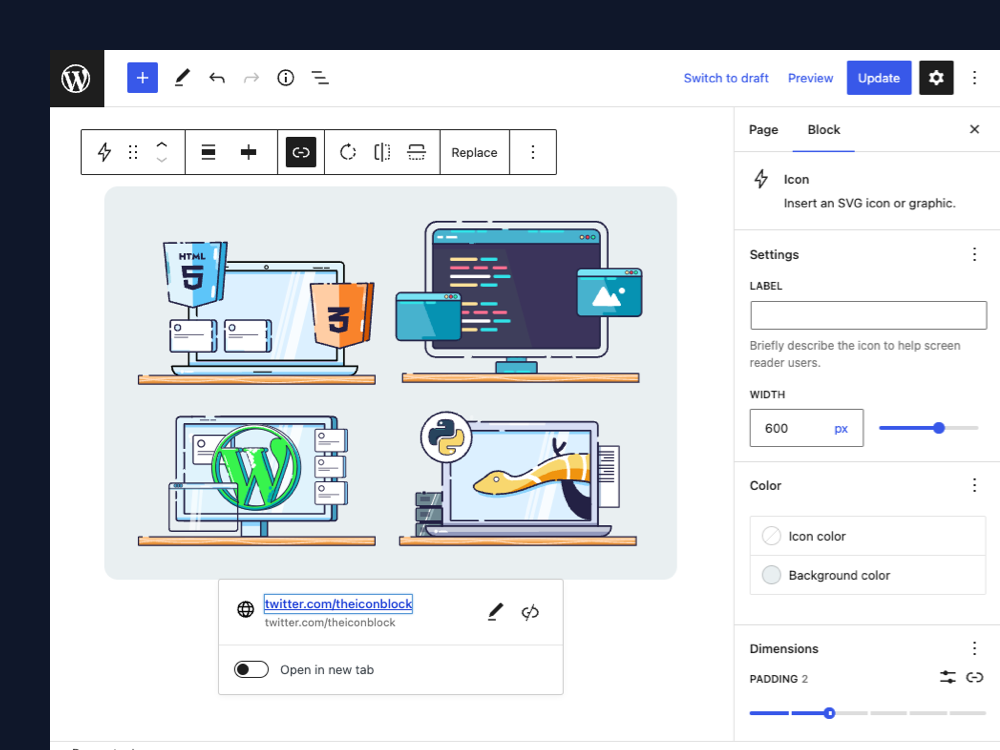 Switch to draft
Preview
Update
Replace
HTML
5
3
twitter.com/theiconblock
twitter.com/theiconblock
Open in new tab
Page
Block
Icon
Insert an SVG icon or graphic.
Settings
LABEL
Briefly describe the icon to help screen
reader users.
WIDTH
600
px
Color
Icon color
Background color
Dimensions
PADDING 2